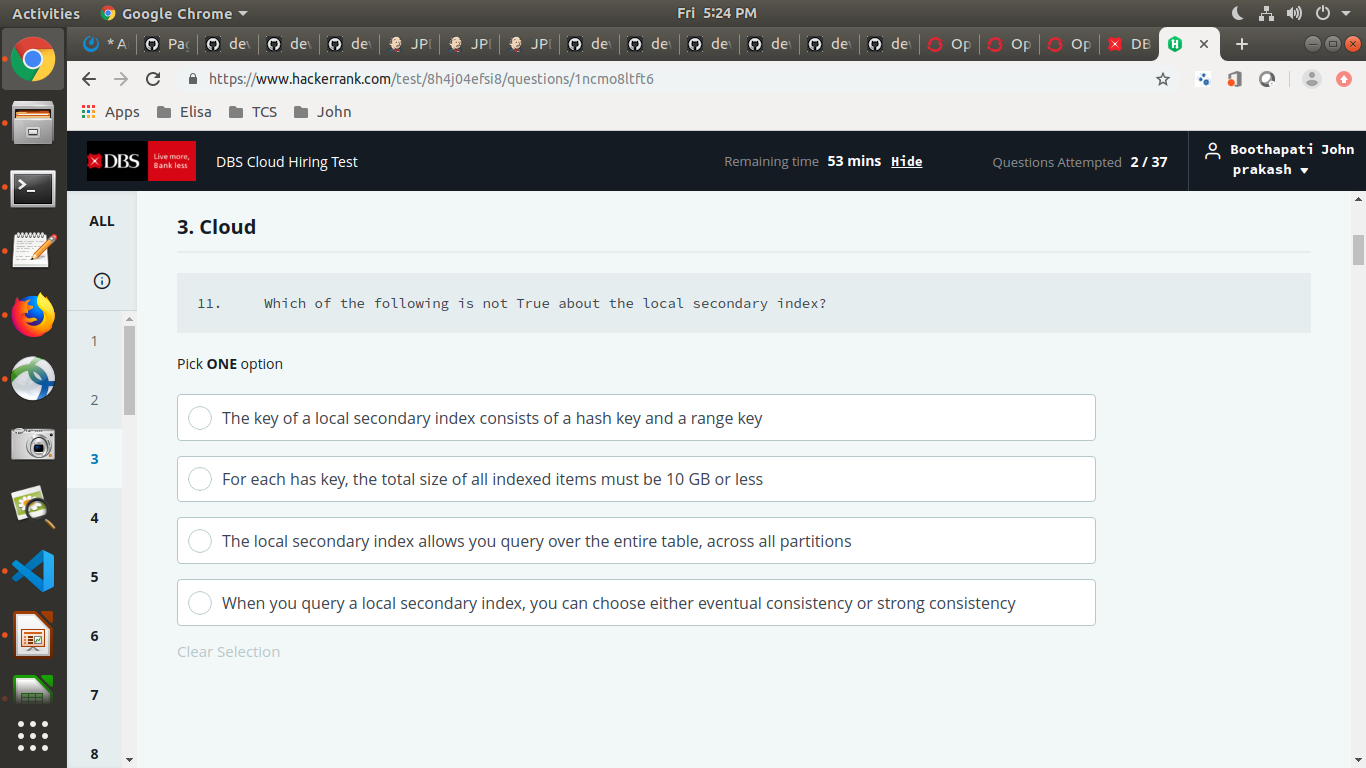 Activities Google Chrome Fri 5:24 PM
* A Pag dev dev dev JPI JPI JPI dev dev dev dev dev dev Op Op Op DB
https://www.hackerrank.com/test/8h4j04efsi8/questions/1ncmo8ltft6
Apps Elisa TCS John
DBS Live more, Bank less DBS Cloud Hiring Test Remaining time 53 mins Hide Questions Attempted 2 / 37 Boothapati John prakash
ALL
3. Cloud
11. Which of the following is not True about the local secondary index?
Pick ONE option
The key of a local secondary index consists of a hash key and a range key
For each has key, the total size of all indexed items must be 10 GB or less
The local secondary index allows you query over the entire table, across all partitions
When you query a local secondary index, you can choose either eventual consistency or strong consistency
Clear Selection
1
2
3
4
5
6
7
8